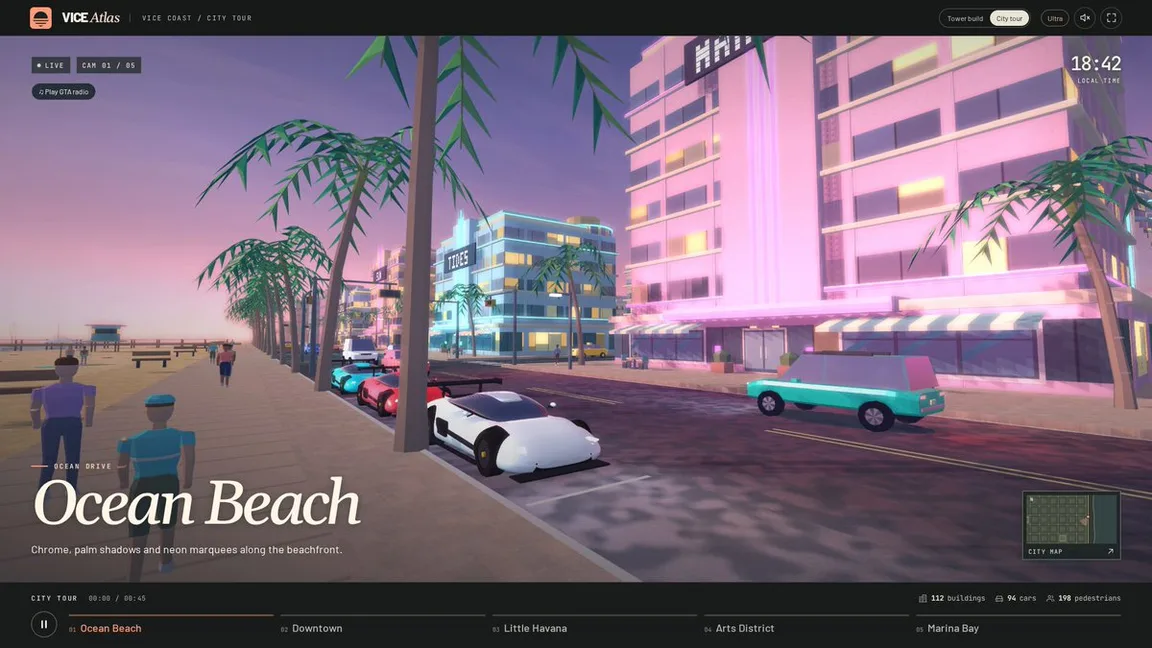 VICE Atlas
VICE COAST / CITY TOUR
Tower build
City tour
Ultra
LIVE
CAM 01 / 05
♫ Play GTA radio
18:42
LOCAL TIME
TIDES
OCEAN DRIVE
Ocean Beach
Chrome, palm shadows and neon marquees along the beachfront.
CITY MAP
CITY TOUR 00:00 / 00:45
112 buildings
94 cars
198 pedestrians
01 Ocean Beach
02 Downtown
03 Little Havana
04 Arts District
05 Marina Bay